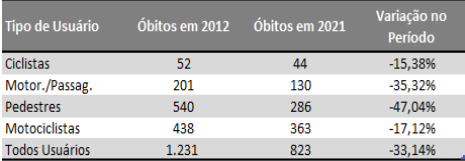 Tipo de Usuário Óbitos em 2012 Óbitos em 2021 Variação no Período
Ciclistas 52 44 -15,38%
Motor./Passag. 201 130 -35,32%
Pedestres 540 286 -47,04%
Motociclistas 438 363 -17,12%
Todos Usuários 1.231 823 -33,14%